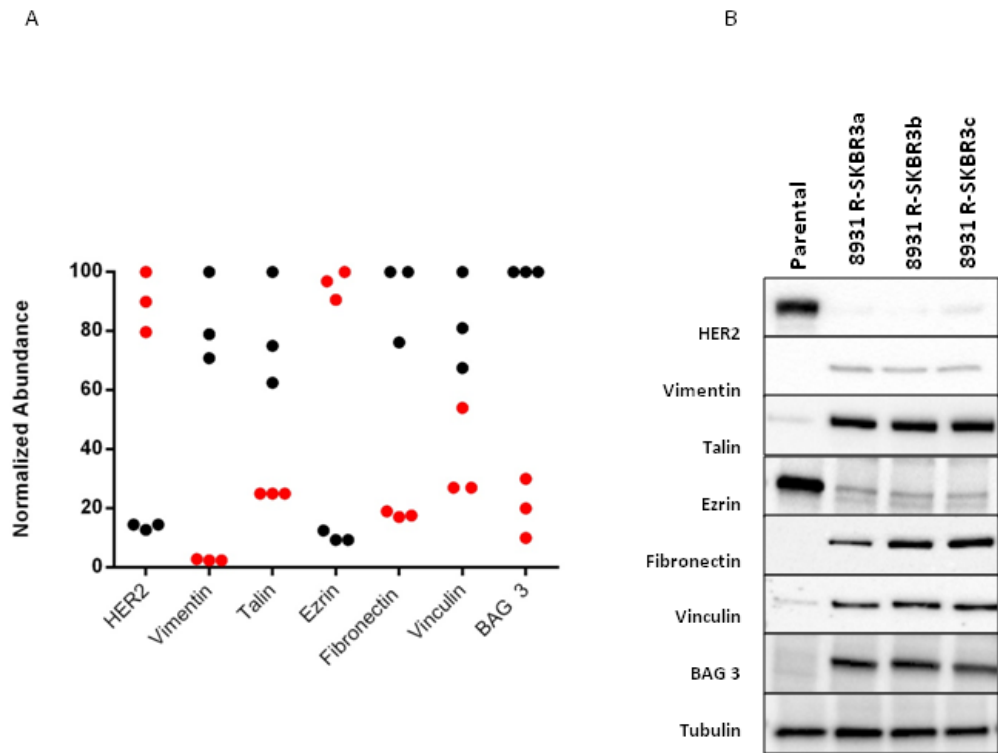 A
B
Normalized Abundance
100
80
60
40
20
0
HER2
Vimentin
Talin
Ezrin
Fibronectin
Vinculin
BAG 3
Parental
8931 R-SKBR3a
8931 R-SKBR3b
8931 R-SKBR3c
HER2
Vimentin
Talin
Ezrin
Fibronectin
Vinculin
BAG 3
Tubulin